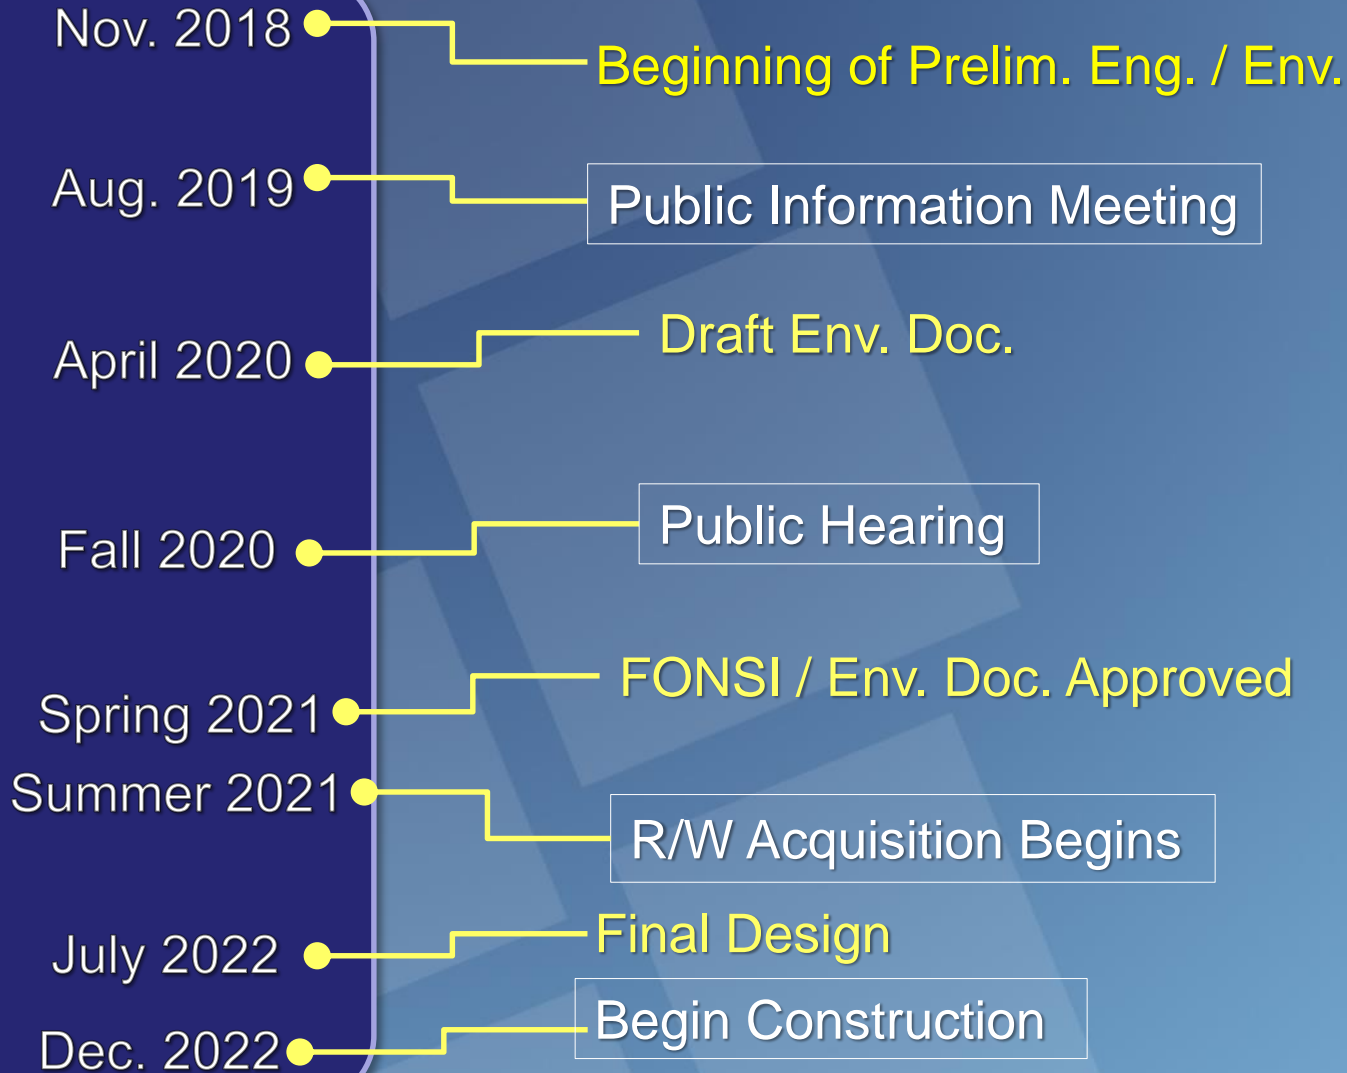 Nov. 2018
Beginning of Prelim. Eng. / Env.
Aug. 2019
Public Information Meeting
April 2020
Draft Env. Doc.
Fall 2020
Public Hearing
Spring 2021
FONSI / Env. Doc. Approved
Summer 2021
R/W Acquisition Begins
July 2022
Final Design
Dec. 2022
Begin Construction